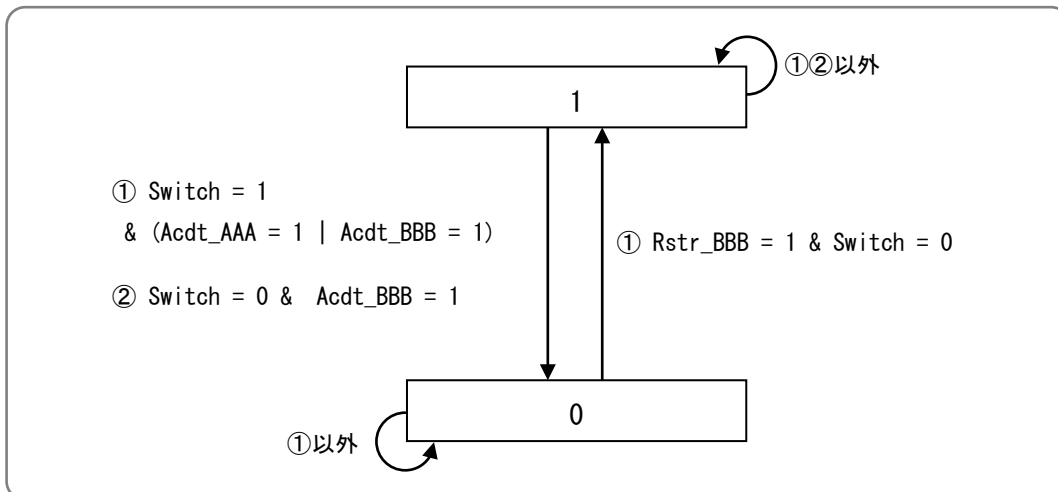 ①②以外
1
① Switch = 1
& (Acdt_AAA = 1 | Acdt_BBB = 1)
① Rstr_BBB = 1 & Switch = 0
② Switch = 0 & Acdt_BBB = 1
0
①以外